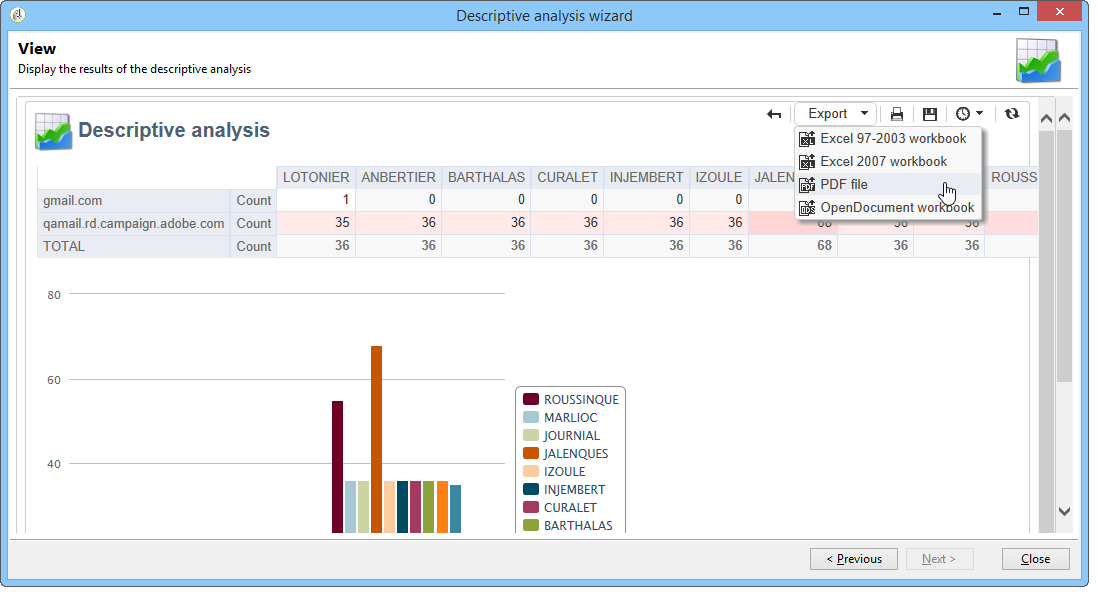 Descriptive analysis wizard
View
Display the results of the descriptive analysis
Descriptive analysis
Export
Excel 97-2003 workbook
Excel 2007 workbook
PDF file
OpenDocument workbook
LOTONIER ANBERTIER BARTHALAS CURALET INJEMBERT IZOULE JALEN ROUSS
gmail.com Count 1 0 0 0 0 0
qamail.rd.campaign.adobe.com Count 35 36 36 36 36 36 68 36 36
TOTAL Count 36 36 36 36 36 36 68 36 36
80
60
40
ROUSSINQUE
MARLIOC
JOURNIAL
JALENQUES
IZOULE
INJEMBERT
CURALET
BARTHALAS
< Previous Next > Close